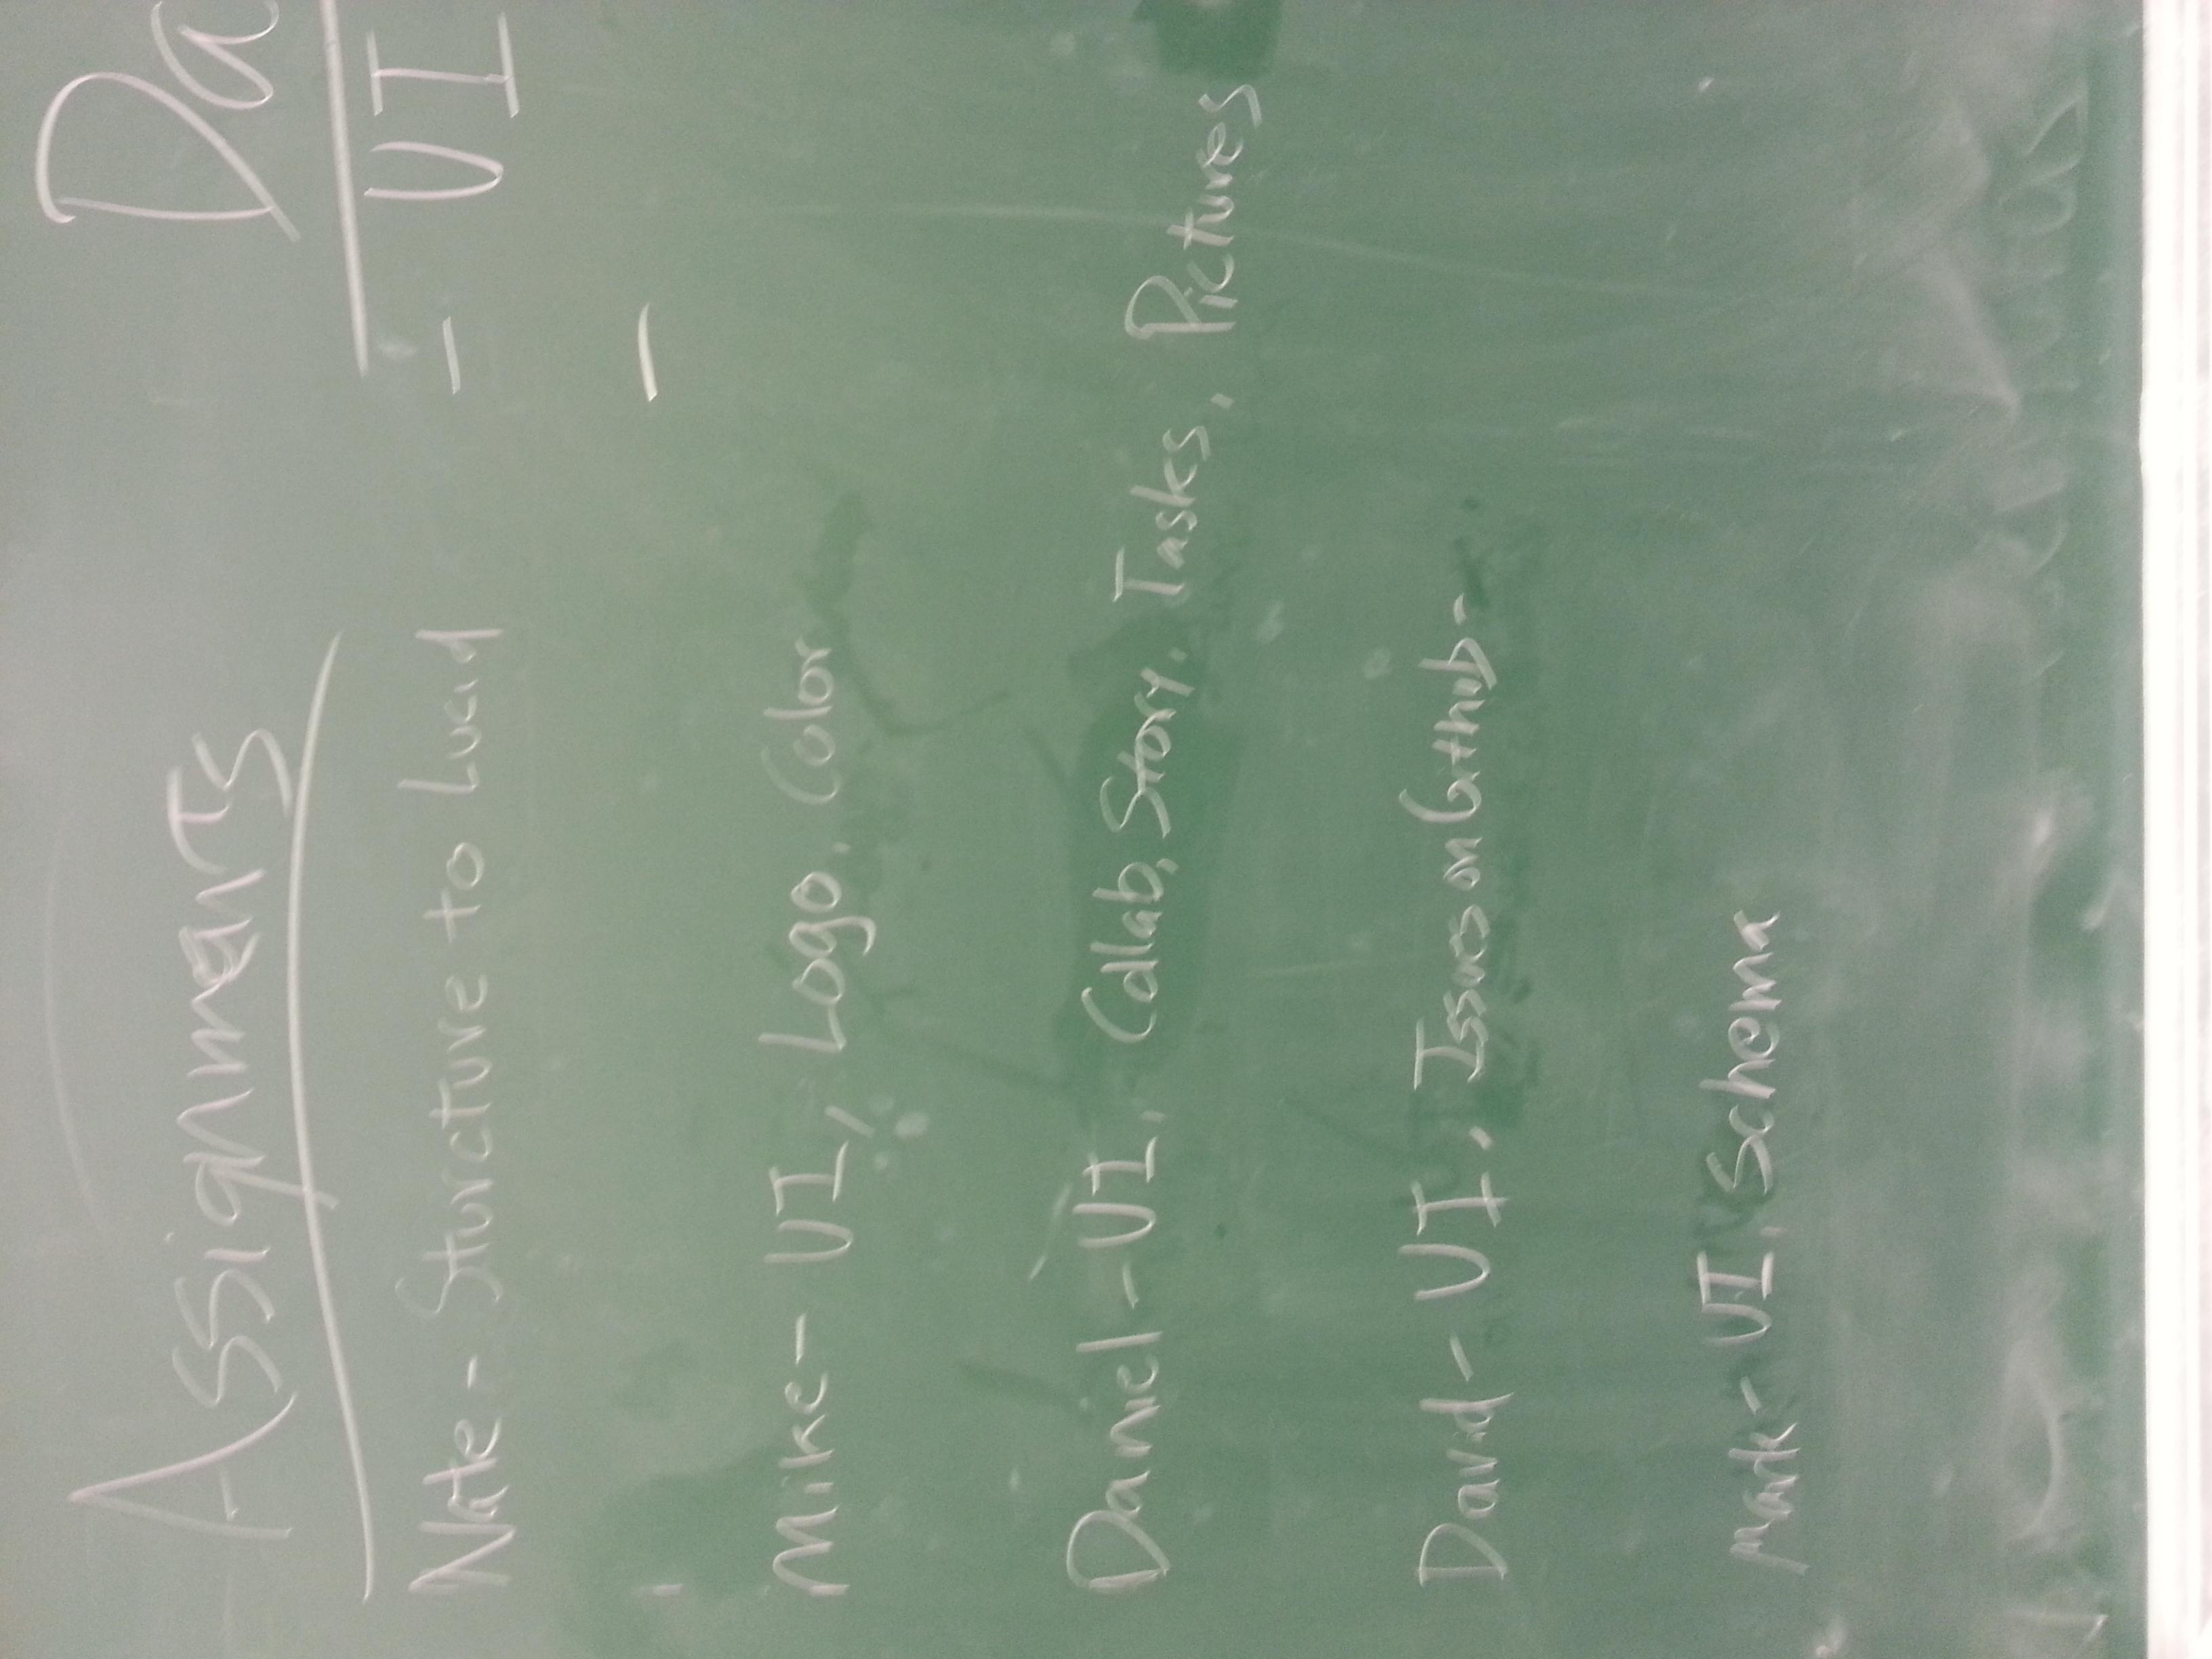 Assignments
Nate - Sturcture to Lucid
Mike - UI, Logo, Color
Daniel - UI, Collab, Story, Tasks, Pictures
David - UI, Issues on Github -
Mark - UI, Schema
Da
- UI
-